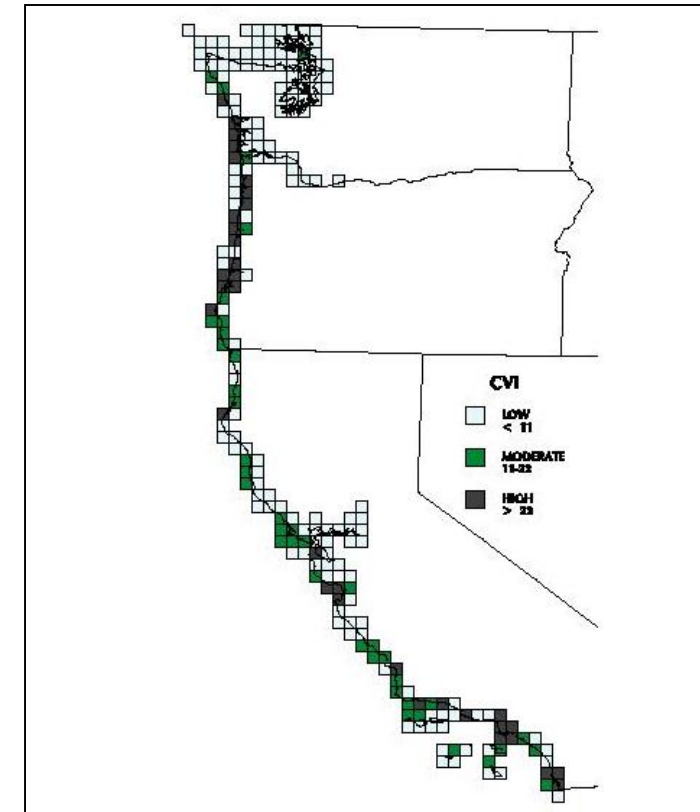 CVI
LOW
< 11
MODERATE
11-22
HIGH
> 22